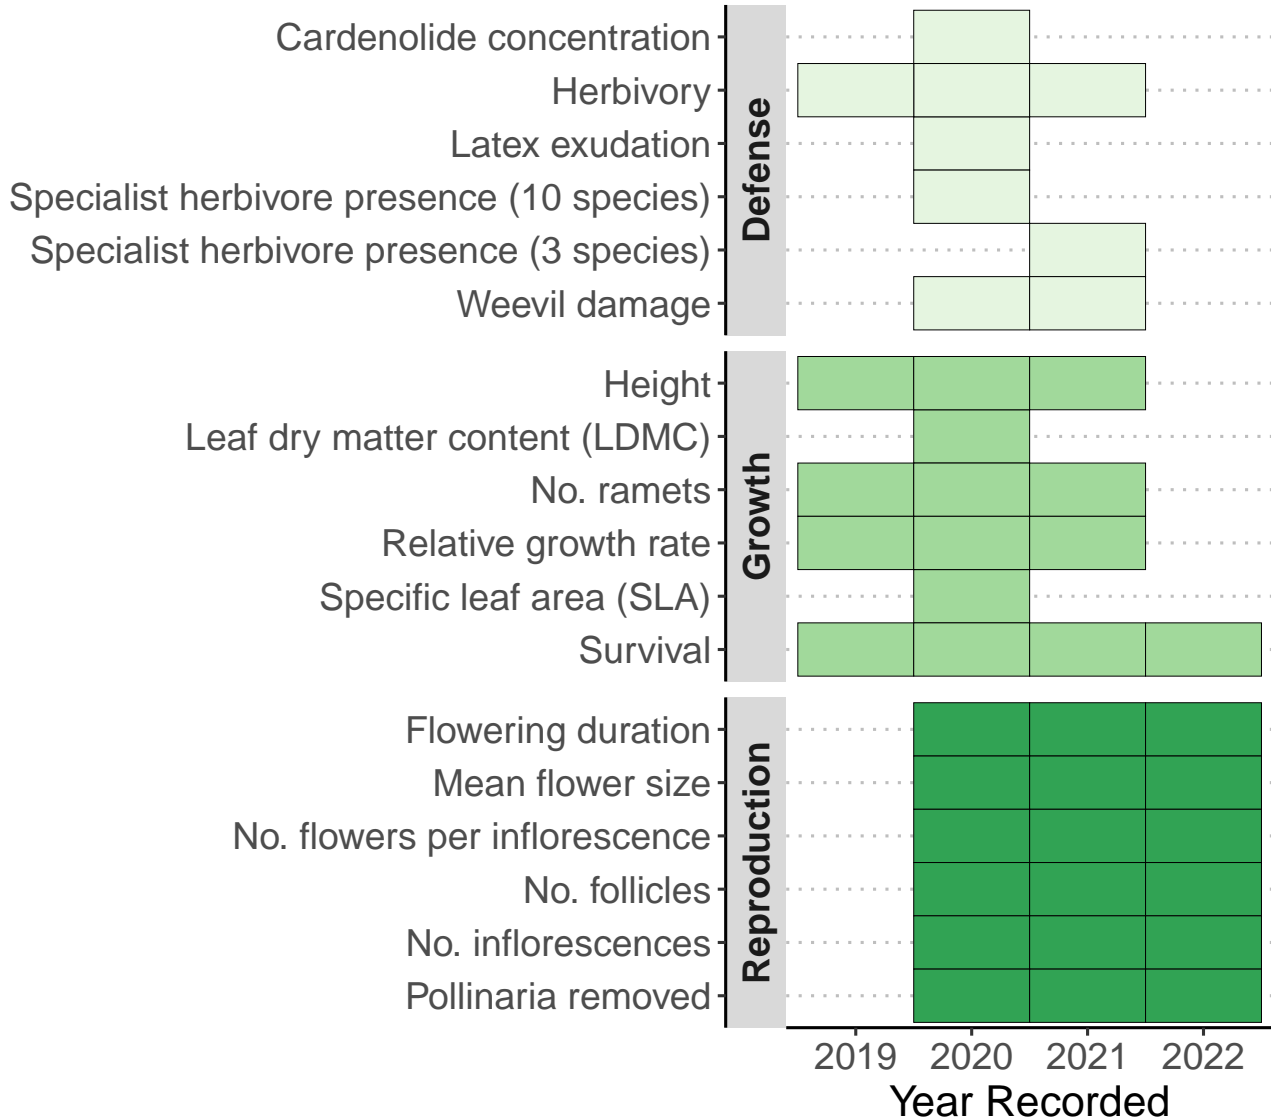 Cardenolide concentration
Herbivory
Latex exudation
Specialist herbivore presence (10 species)
Specialist herbivore presence (3 species)
Weevil damage
Defense
Height
Leaf dry matter content (LDMC)
No. ramets
Relative growth rate
Specific leaf area (SLA)
Survival
Growth
Flowering duration
Mean flower size
No. flowers per inflorescence
No. follicles
No. inflorescences
Pollinaria removed
Reproduction
2019 2020 2021 2022
Year Recorded